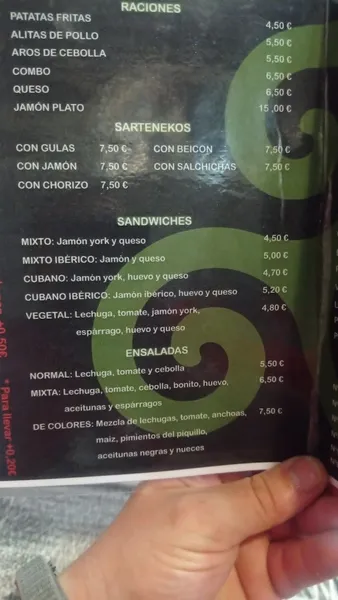 RACIONES
PATATAS FRITAS 4,50 €
ALITAS DE POLLO 5,50 €
AROS DE CEBOLLA 5,50 €
COMBO 6,50 €
QUESO 6,50 €
JAMÓN PLATO 15,00 €
SARTENEKOS
CON GULAS 7,50 € CON BEICON 7,50 €
CON JAMÓN 7,50 € CON SALCHICHAS 7,50 €
CON CHORIZO 7,50 €
SANDWICHES
MIXTO: Jamón york y queso 4,50 €
MIXTO IBÉRICO: Jamón y queso 5,00 €
CUBANO: Jamón york, huevo y queso 4,70 €
CUBANO IBÉRICO: Jamón ibérico, huevo y queso 5,20 €
VEGETAL: Lechuga, tomate, jamón york, 4,80 €
espárrago, huevo y queso
ENSALADAS
NORMAL: Lechuga, tomate y cebolla 5,50 €
MIXTA: Lechuga, tomate, cebolla, bonito, huevo, 6,50 €
aceitunas y espárragos
DE COLORES: Mezcla de lechugas, tomate, anchoas, 7,50 €
maiz, pimientos del piquillo,
aceitunas negras y nueces
+0,50€
* Para llevar +0,20€